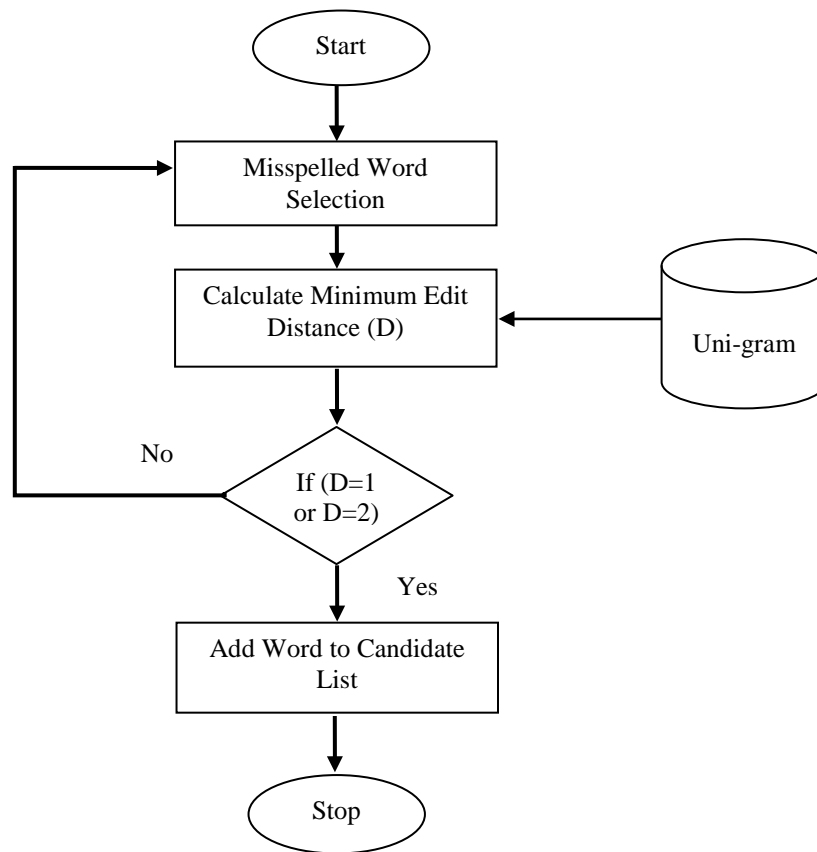 Start
Misspelled Word
Selection
Calculate Minimum Edit
Distance (D)
Uni-gram
No
If (D=1
or D=2)
Yes
Add Word to Candidate
List
Stop